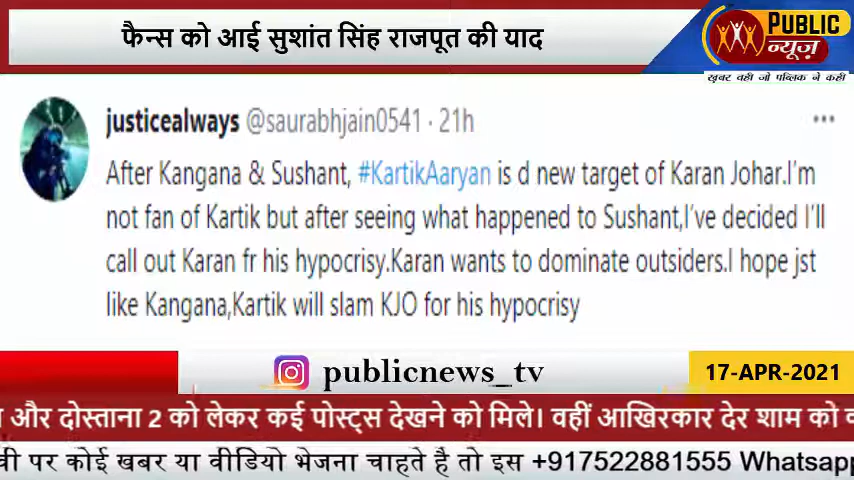 फैन्स को आई सुशांत सिंह राजपूत की याद
PUBLIC
न्यूज़
ख़बर वही जो पब्लिक ने कही
justicealways @saurabhjain0541 · 21h
After Kangana & Sushant, #KartikAaryan is d new target of Karan Johar.I'm
not fan of Kartik but after seeing what happened to Sushant,I've decided I'll
call out Karan fr his hypocrisy.Karan wants to dominate outsiders.I hope jst
like Kangana,Kartik will slam KJO for his hypocrisy
publicnews_tv
17-APR-2021
और दोस्ताना 2 को लेकर कई पोस्ट्स देखने को मिले। वहीं आखिरकार देर शाम को
पर कोई खबर या वीडियो भेजना चाहते है तो इस +917522881555 Whatsapp